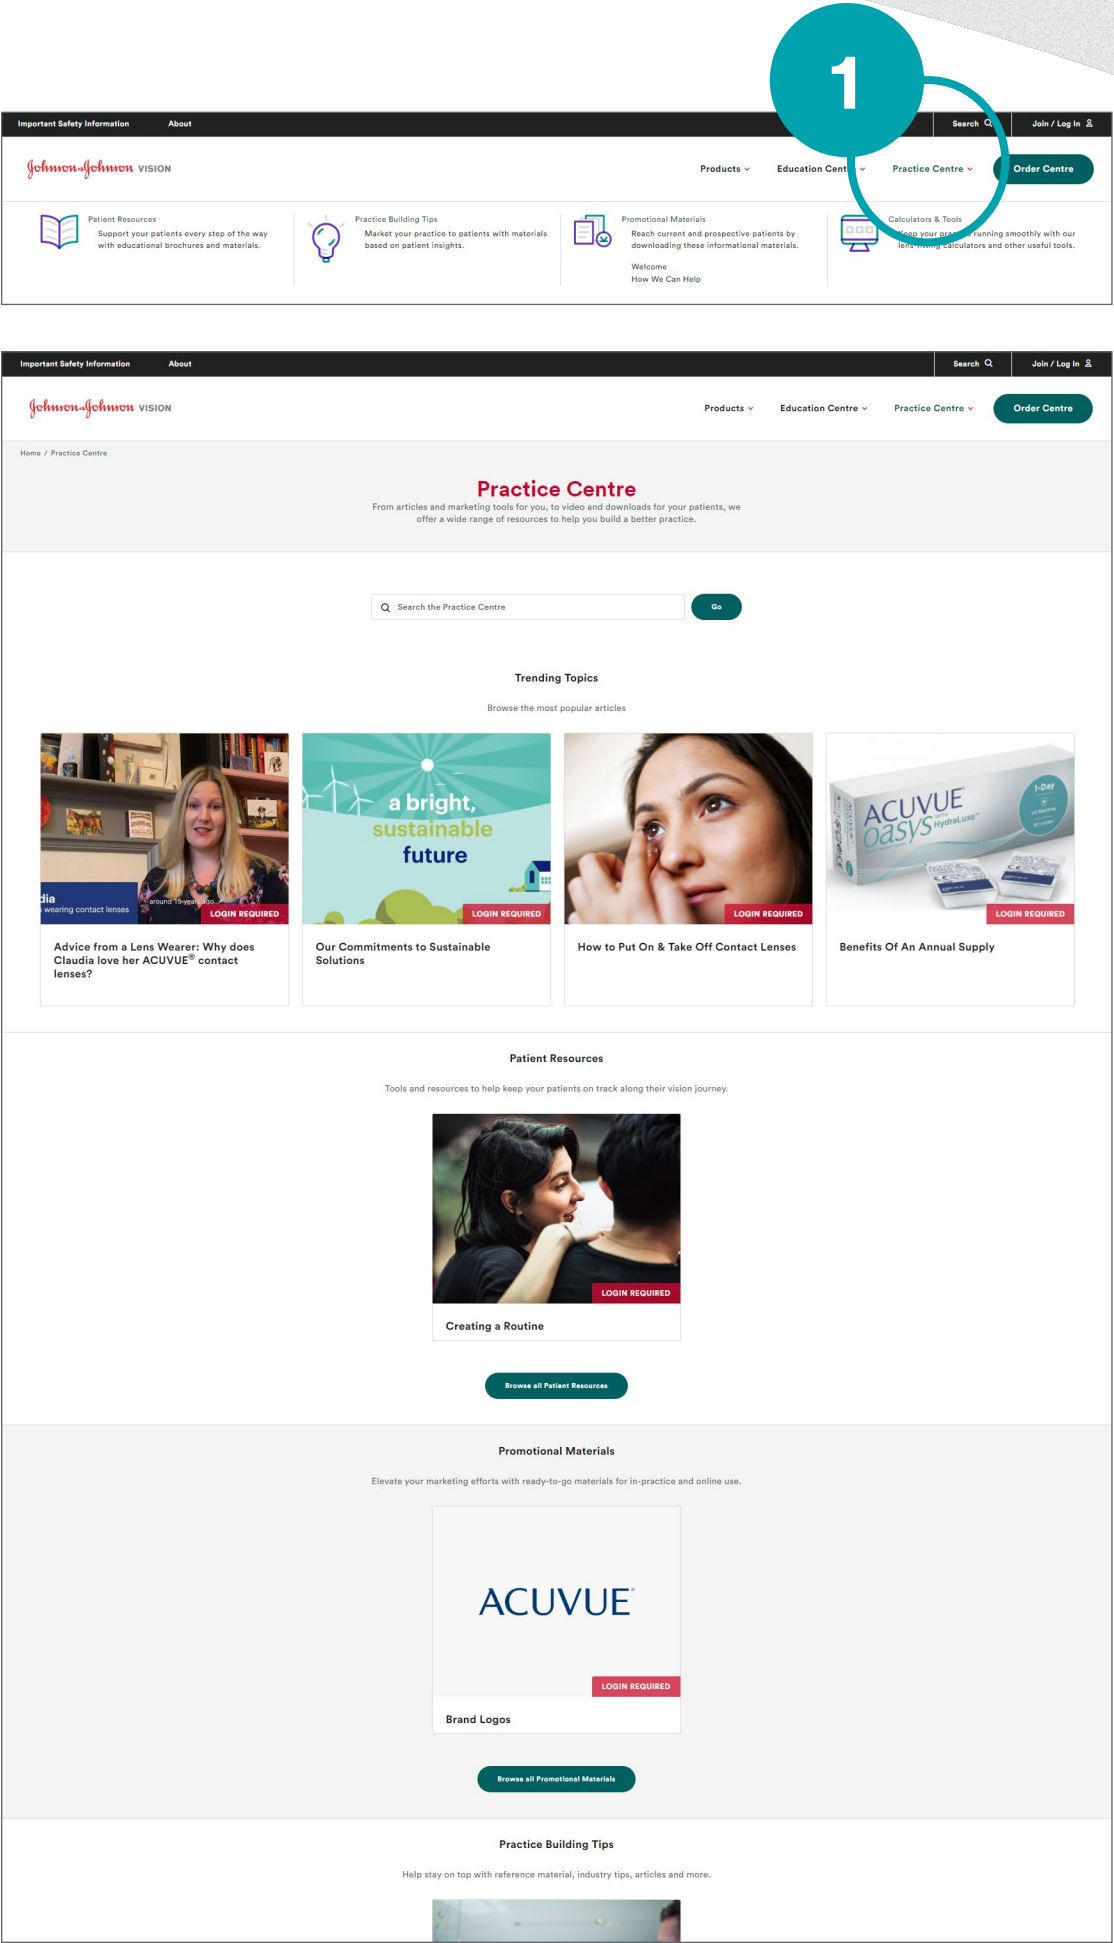 1
Important Safety Information About Search Join / Log In
Johnson & Johnson VISION Products Education Centre Practice Centre Order Centre
Patient Resources
Support your patients every step of the way
with educational brochures and materials.
Practice Building Tips
Market your practice to patients with materials
based on patient insights.
Promotional Materials
Reach current and prospective patients by
downloading these informational materials.
Welcome
How We Can Help
Calculators & Tools
Keep your practice running smoothly with our
lens-fitting calculators and other useful tools.
Important Safety Information About Search Join / Log In
Johnson & Johnson VISION Products Education Centre Practice Centre Order Centre
Home / Practice Centre
Practice Centre
From articles and marketing tools for you, to video and downloads for your patients, we
offer a wide range of resources to help you build a better practice.
Search the Practice Centre Go
Trending Topics
Browse the most popular articles
dia
wearing contact lenses
around 15 years ago...
LOGIN REQUIRED
Advice from a Lens Wearer: Why does
Claudia love her ACUVUE® contact
lenses?
a bright,
sustainable
future
LOGIN REQUIRED
Our Commitments to Sustainable
Solutions
LOGIN REQUIRED
How to Put On & Take Off Contact Lenses
ACUVUE
OASYS WITH HydraLuxe™
1-Day
UV Blocking
LOGIN REQUIRED
Benefits Of An Annual Supply
Patient Resources
Tools and resources to help keep your patients on track along their vision journey.
LOGIN REQUIRED
Creating a Routine
Browse all Patient Resources
Promotional Materials
Elevate your marketing efforts with ready-to-go materials for in-practice and online use.
ACUVUE®
LOGIN REQUIRED
Brand Logos
Browse all Promotional Materials
Practice Building Tips
Help stay on top with reference material, industry tips, articles and more.